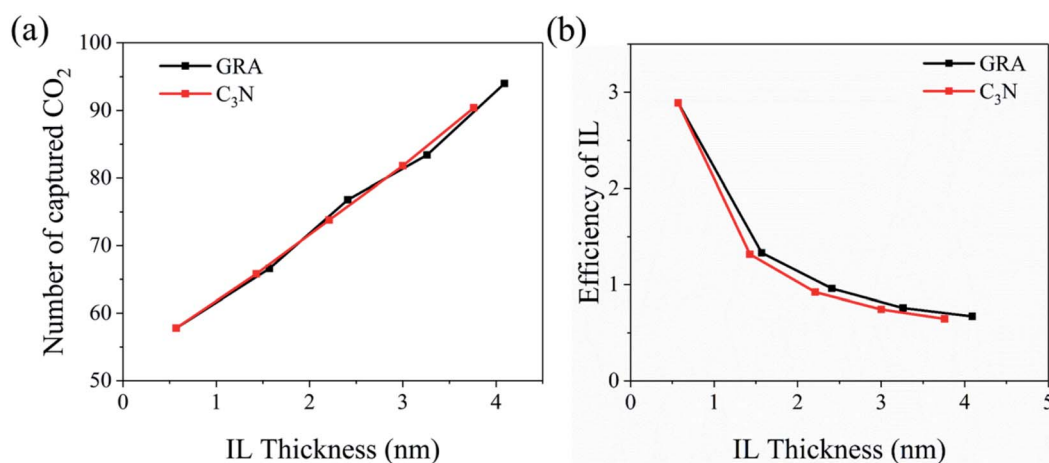 (a)
Number of captured CO₂
100
90
80
70
60
50
GRA
C₃N
0
1
2
3
4
IL Thickness (nm)
(b)
Efficiency of IL
3
2
1
0
GRA
C₃N
0
1
2
3
4
5
IL Thickness (nm)